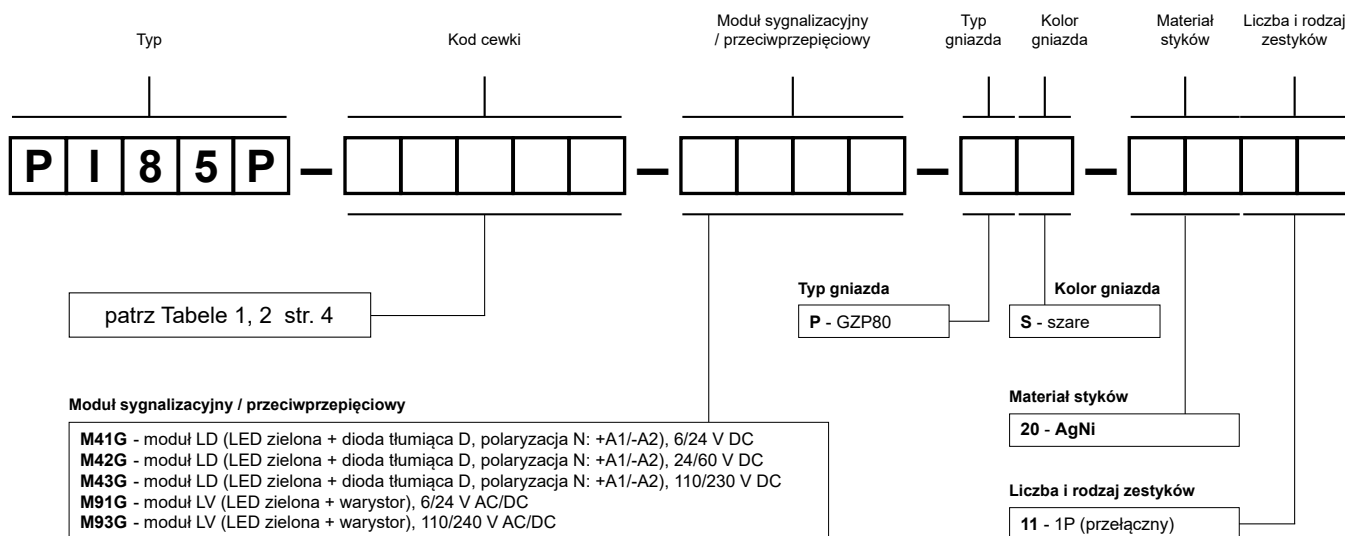 Typ
Kod cewki
Moduł sygnalizacyjny
/ przeciwprzepięciowy
Typ
gniazda
Kolor
gniazda
Materiał
styków
Liczba i rodzaj
zestyków
P I 8 5 P – – – –
patrz Tabele 1, 2 str. 4
Typ gniazda
P - GZP80
Kolor gniazda
S - szare
Moduł sygnalizacyjny / przeciwprzepięciowy
M41G - moduł LD (LED zielona + dioda tłumiąca D, polaryzacja N: +A1/-A2), 6/24 V DC
M42G - moduł LD (LED zielona + dioda tłumiąca D, polaryzacja N: +A1/-A2), 24/60 V DC
M43G - moduł LD (LED zielona + dioda tłumiąca D, polaryzacja N: +A1/-A2), 110/230 V DC
M91G - moduł LV (LED zielona + warystor), 6/24 V AC/DC
M93G - moduł LV (LED zielona + warystor), 110/240 V AC/DC
Materiał styków
20 - AgNi
Liczba i rodzaj zestyków
11 - 1P (przełączny)